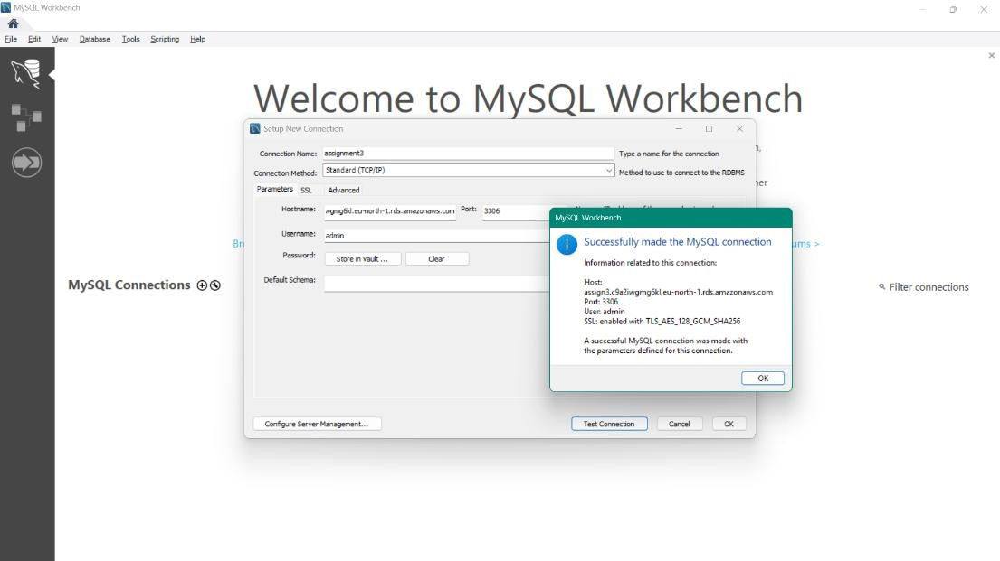 MySQL Workbench
File Edit View Database Tools Scripting Help
Welcome to MySQL Workbench
Setup New Connection
Connection Name: assignment3 Type a name for the connection
Connection Method: Standard (TCP/IP) Method to use to connect to the RDBMS
Parameters SSL Advanced
Hostname: wgmg6kl.eu-north-1.rds.amazonaws.com Port: 3306
Username: admin
Password: Store in Vault ... Clear
Default Schema:
MySQL Workbench
Successfully made the MySQL connection
Information related to this connection:
Host:
assign3.c9a2iwgmg6kl.eu-north-1.rds.amazonaws.com
Port: 3306
User: admin
SSL: enabled with TLS_AES_128_GCM_SHA256
A successful MySQL connection was made with
the parameters defined for this connection.
OK
Configure Server Management... Test Connection Cancel OK
MySQL Connections
Filter connections